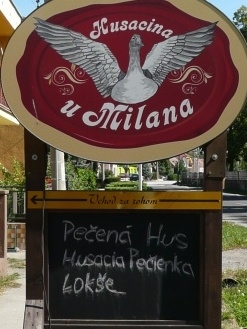 Husacina
u Milana
Vchod za rohom
Pečená Hus
Husacia Pečienka
Lokše